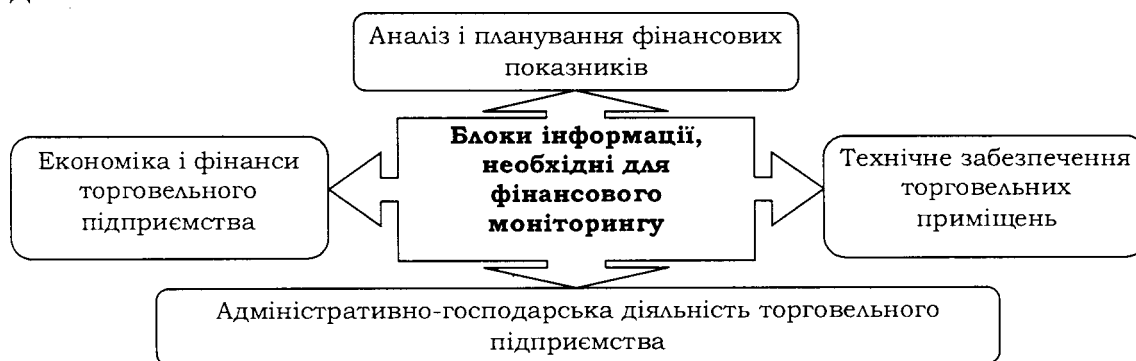 Аналіз і планування фінансових
показників
Блоки інформації,
необхідні для
фінансового
моніторингу
Економіка і фінанси
торговельного
підприємства
Технічне забезпечення
торговельних
приміщень
Адміністративно-господарська діяльність торговельного
підприємства